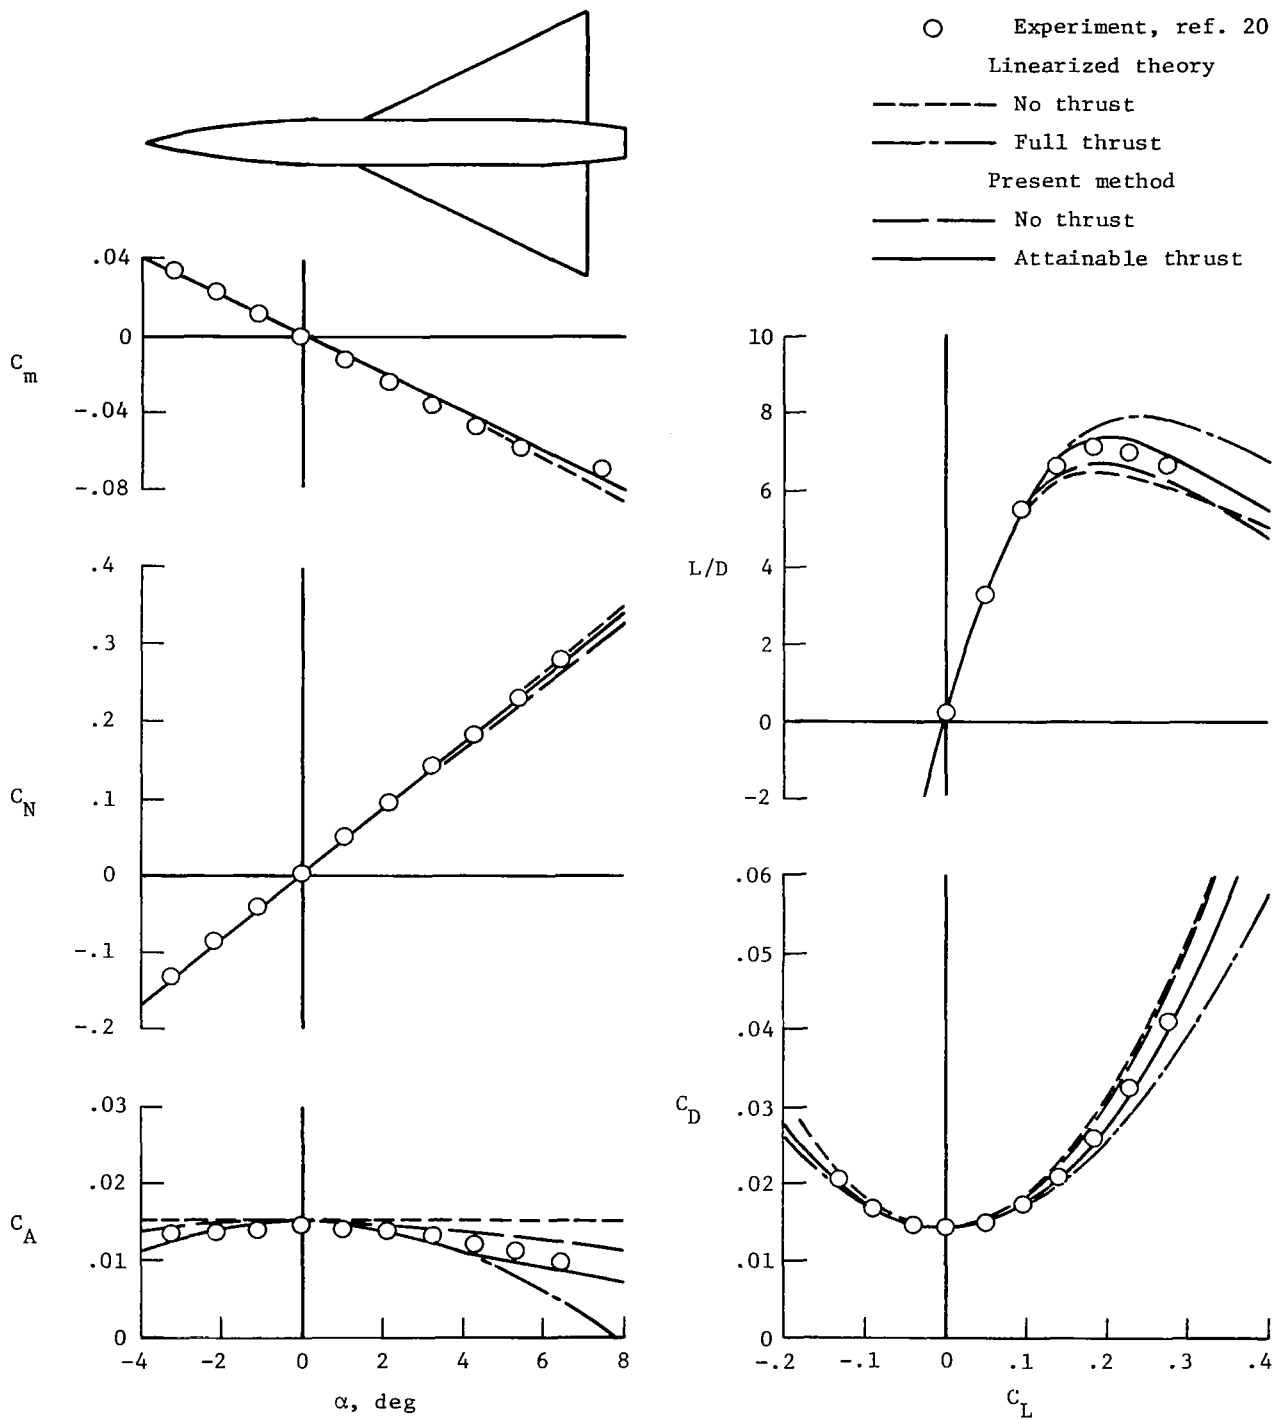 Experiment, ref. 20
Linearized theory
No thrust
Full thrust
Present method
No thrust
Attainable thrust
.04
0
-.04
-.08
C_m
.4
.3
.2
.1
0
-.1
-.2
C_N
.03
.02
.01
0
C_A
-4 -2 0 2 4 6 8
α, deg
10
8
6
4
2
0
-2
L/D
.06
.05
.04
.03
.02
.01
0
C_D
-.2 -.1 0 .1 .2 .3 .4
C_L